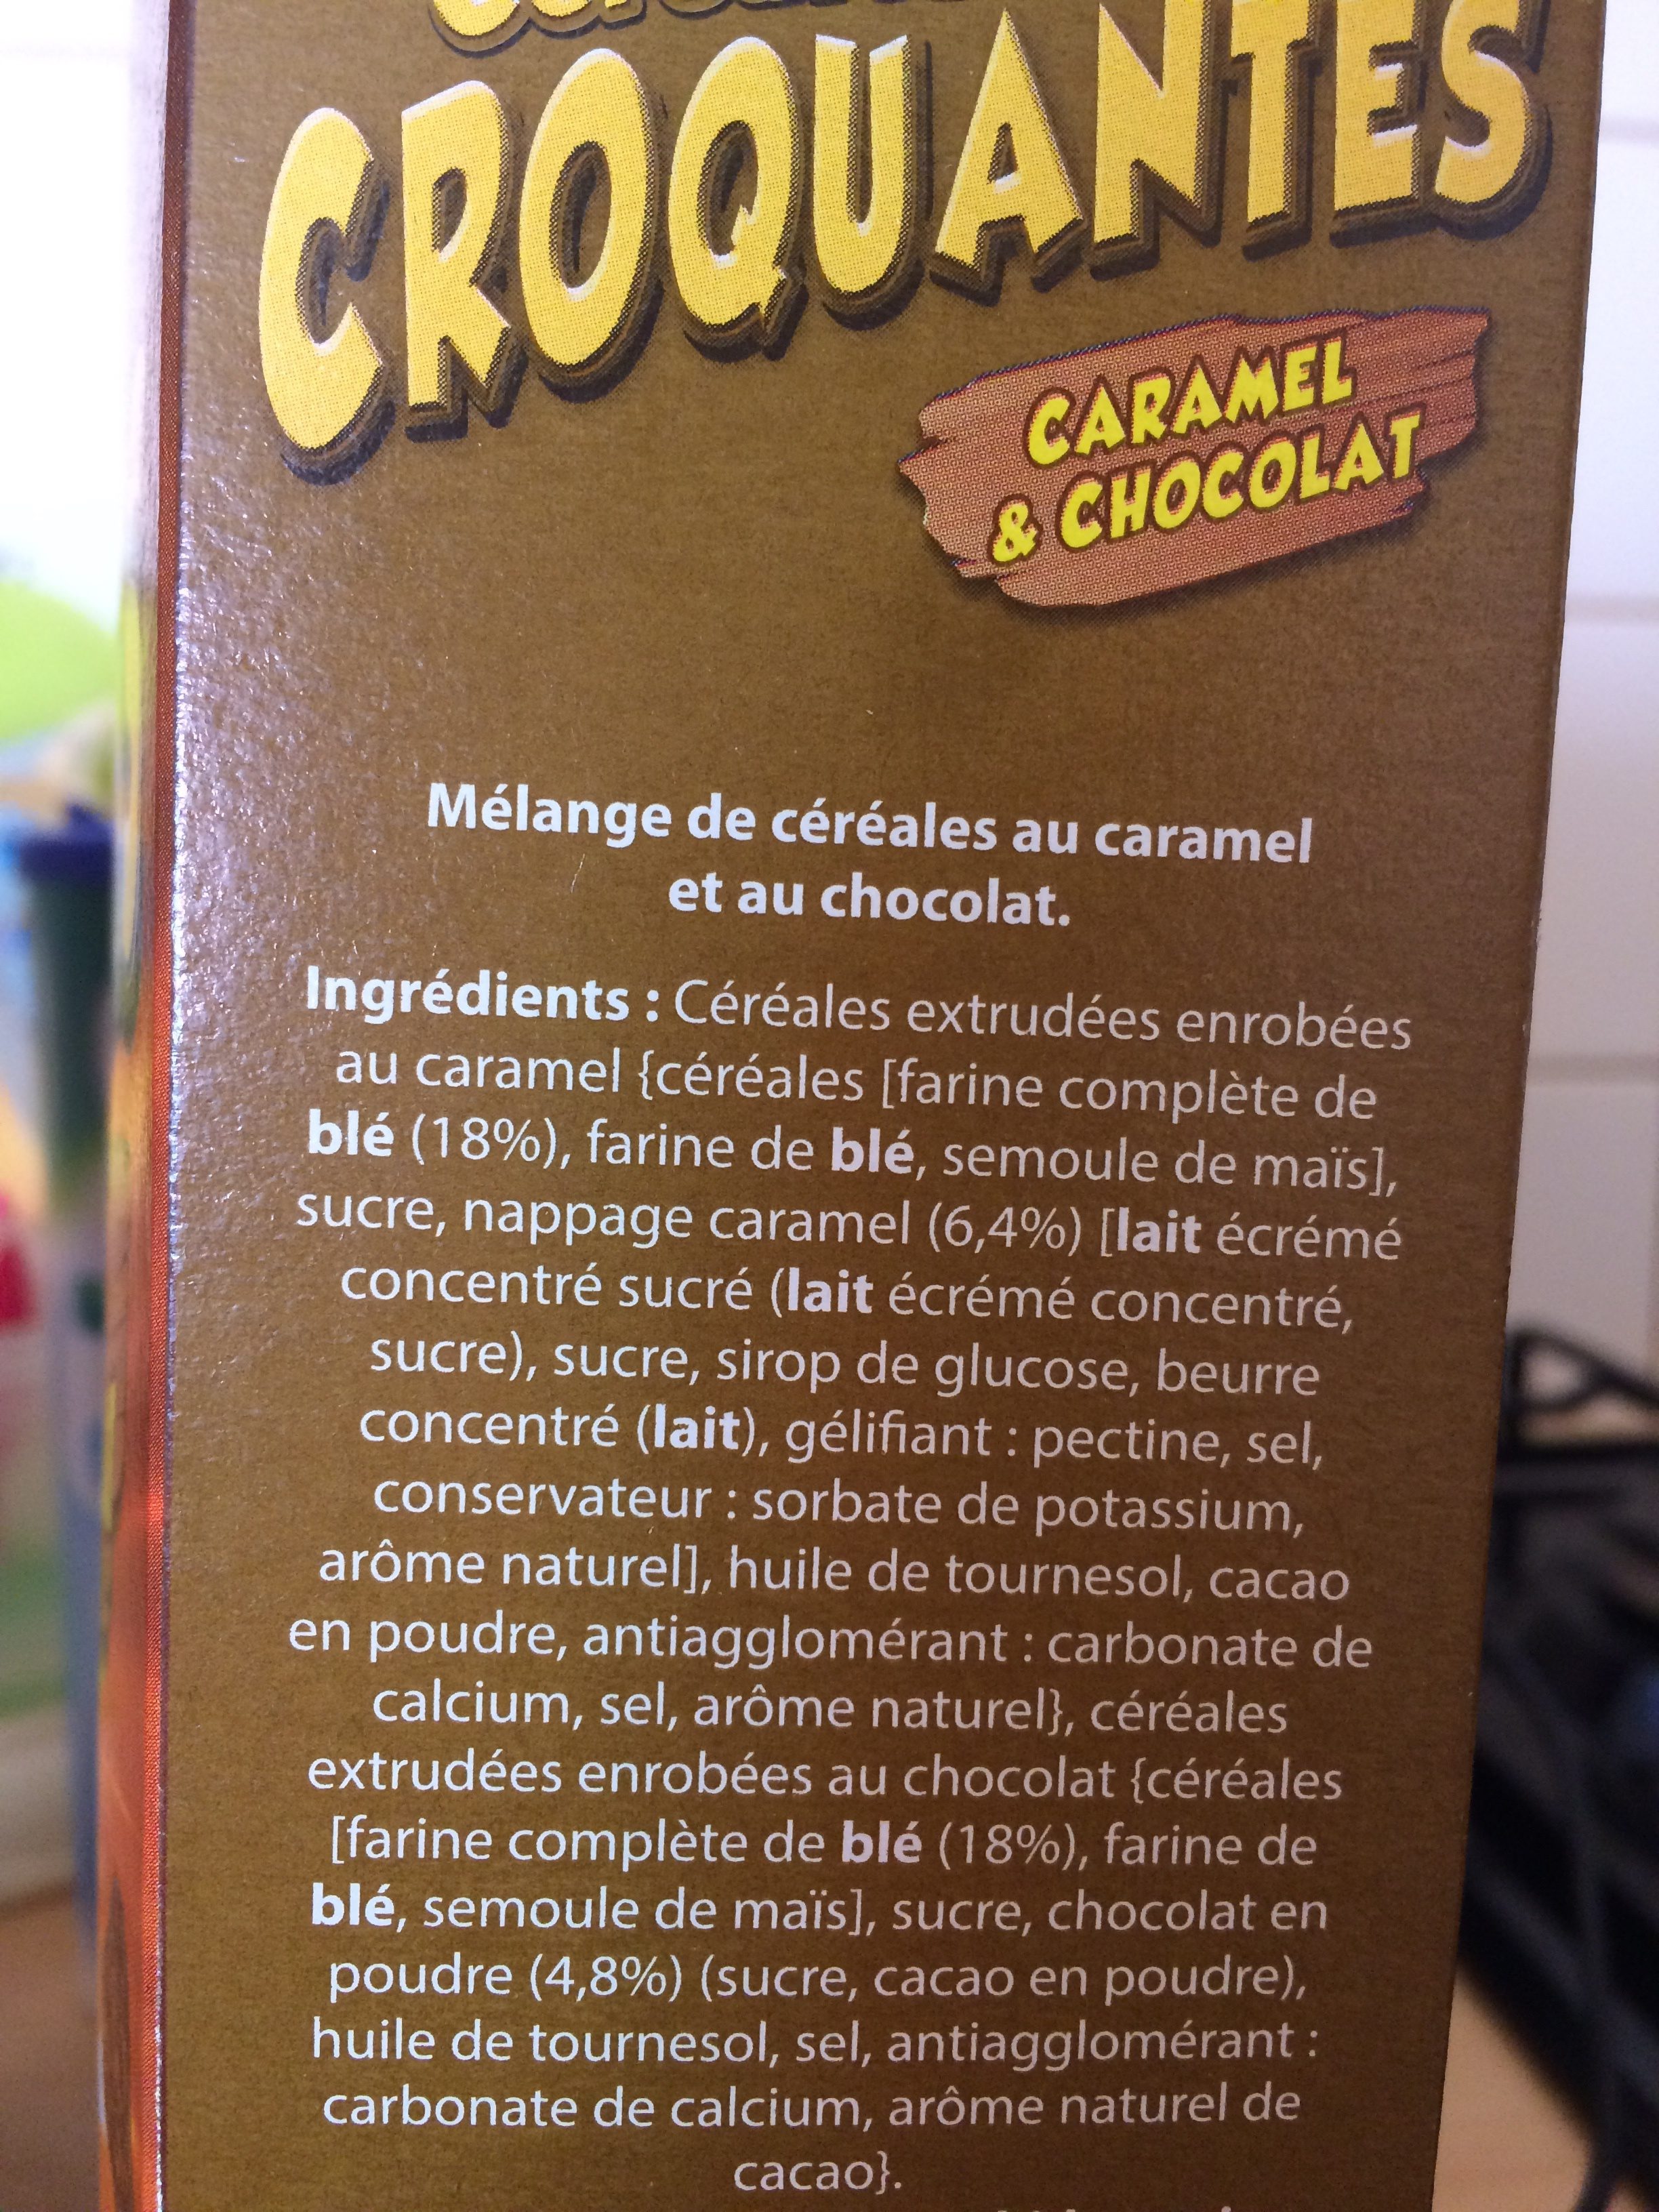 CROQUANTES
CARAMEL
& CHOCOLAT
Mélange de céréales au caramel
et au chocolat.
Ingrédients : Céréales extrudées enrobées
au caramel {céréales [farine complète de
blé (18%), farine de blé, semoule de maïs],
sucre, nappage caramel (6,4%) [lait écrémé
concentré sucré (lait écrémé concentré,
sucre), sucre, sirop de glucose, beurre
concentré (lait), gélifiant : pectine, sel,
conservateur : sorbate de potassium,
arôme naturel], huile de tournesol, cacao
en poudre, antiagglomérant : carbonate de
calcium, sel, arôme naturel}, céréales
extrudées enrobées au chocolat {céréales
[farine complète de blé (18%), farine de
blé, semoule de maïs], sucre, chocolat en
poudre (4,8%) (sucre, cacao en poudre),
huile de tournesol, sel, antiagglomérant :
carbonate de calcium, arôme naturel de
cacao}.